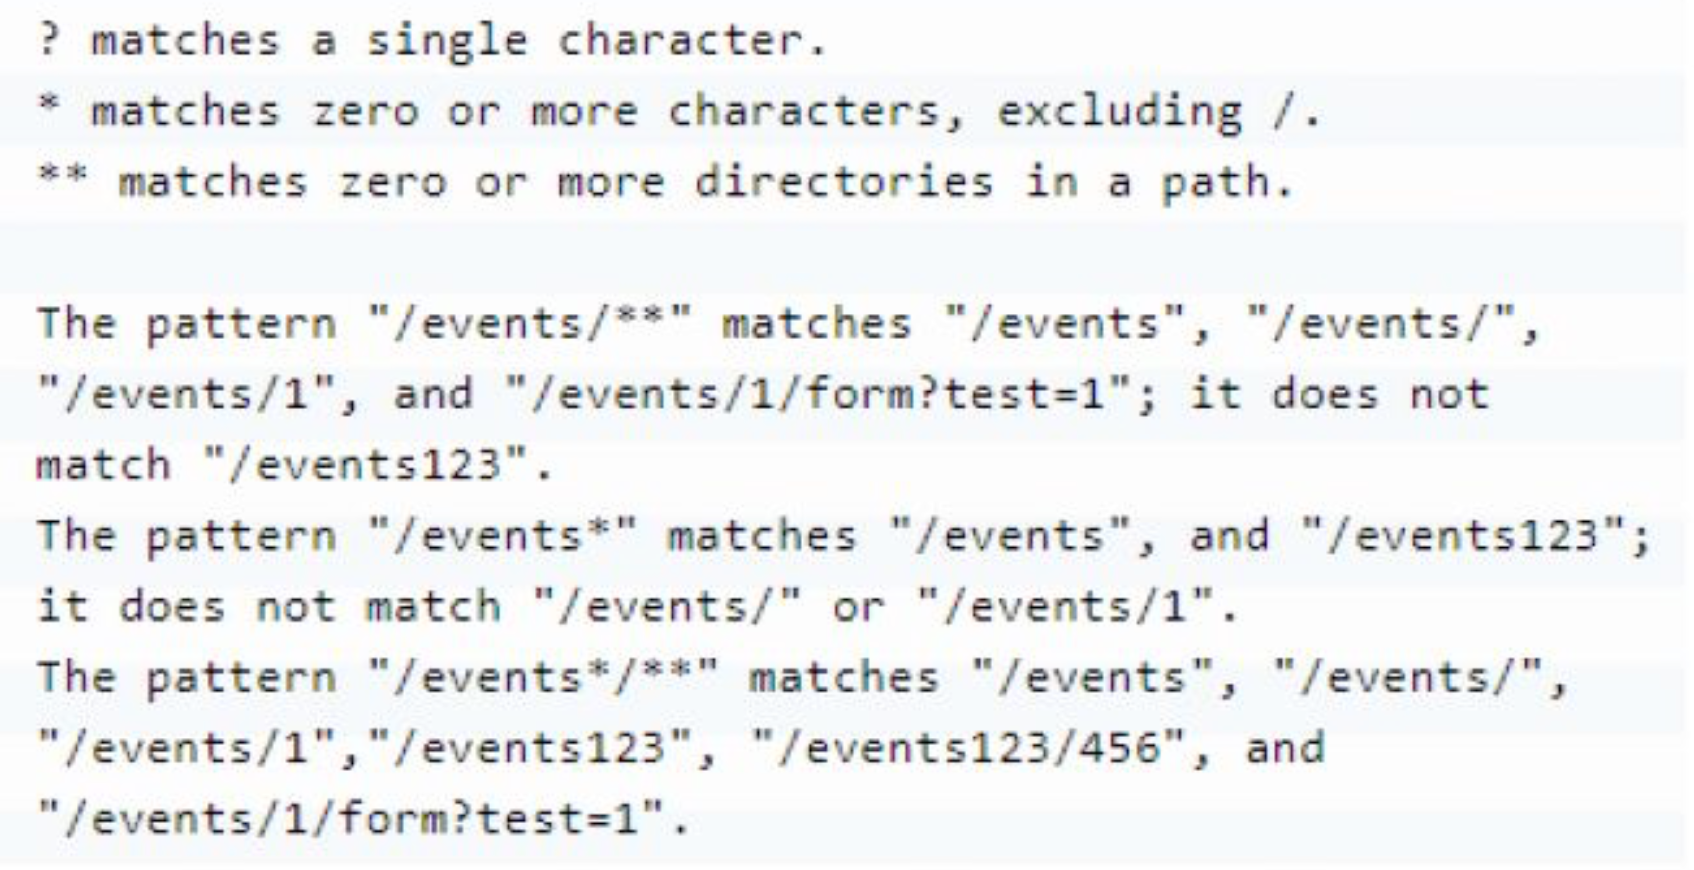 ? matches a single character.
* matches zero or more characters, excluding /.
** matches zero or more directories in a path.
The pattern "/events/**" matches "/events", "/events/",
"/events/1", and "/events/1/form?test=1"; it does not
match "/events123".
The pattern "/events*" matches "/events", and "/events123";
it does not match "/events/" or "/events/1".
The pattern "/events*/**" matches "/events", "/events/",
"/events/1","/events123", "/events123/456", and
"/events/1/form?test=1".